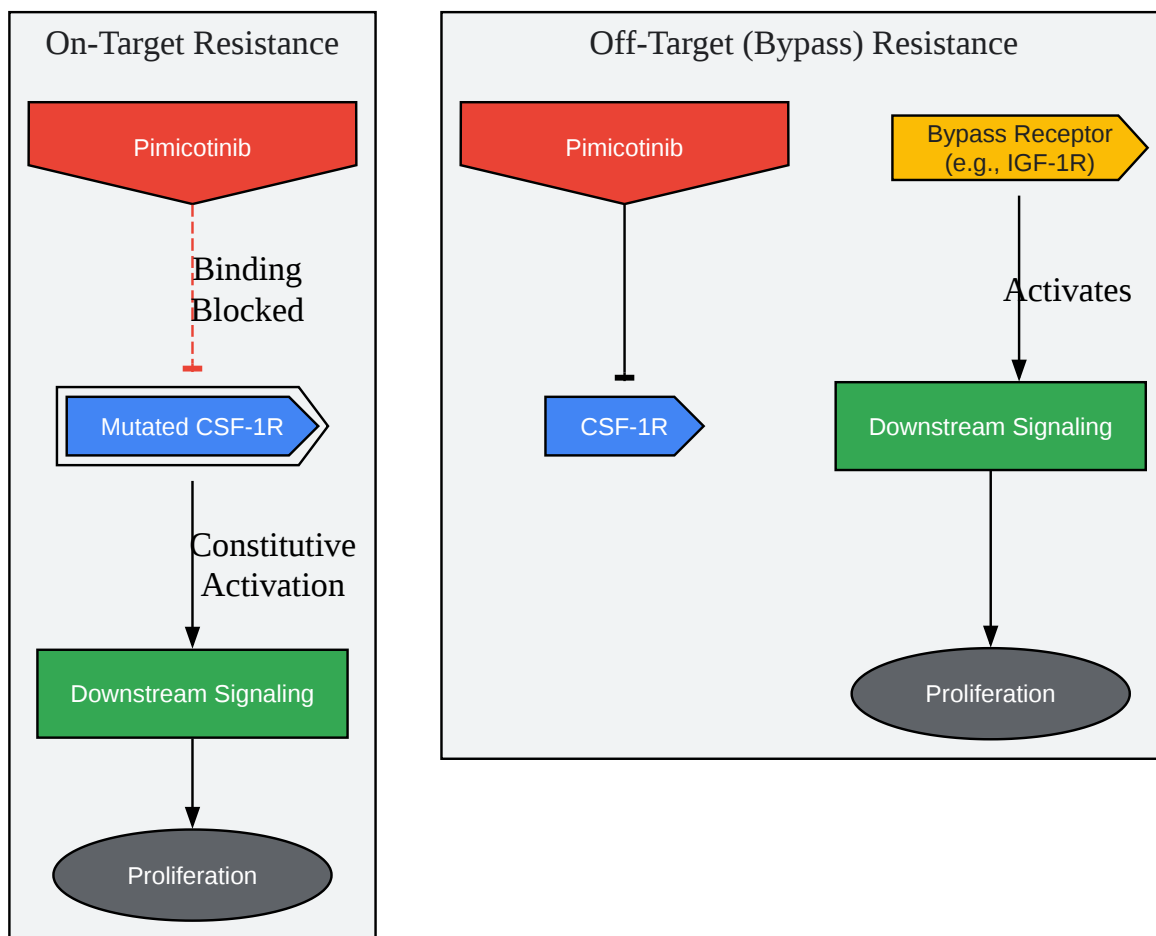 On-Target Resistance
Pimicotinib
Binding
Blocked
Mutated CSF-1R
Constitutive
Activation
Downstream Signaling
Proliferation
Off-Target (Bypass) Resistance
Pimicotinib
CSF-1R
Bypass Receptor
(e.g., IGF-1R)
Activates
Downstream Signaling
Proliferation